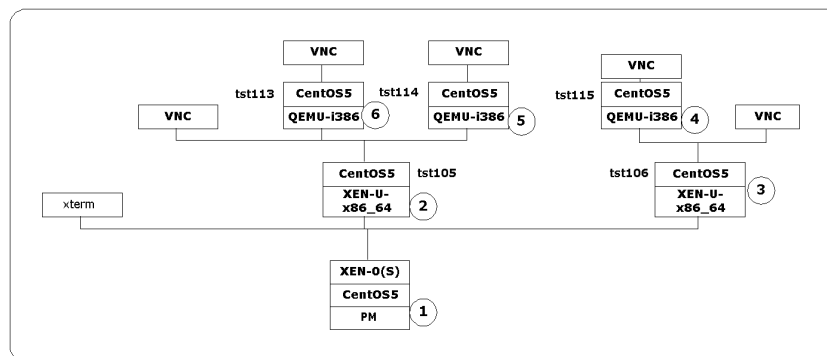 VNC
VNC
VNC
tst113
CentOS5
tst114
CentOS5
tst115
CentOS5
VNC
QEMU-i386
6
QEMU-i386
5
QEMU-i386
4
VNC
CentOS5
tst105
tst106
CentOS5
xterm
XEN-U-
x86_64
2
XEN-U-
x86_64
3
XEN-0(S)
CentOS5
PM
1